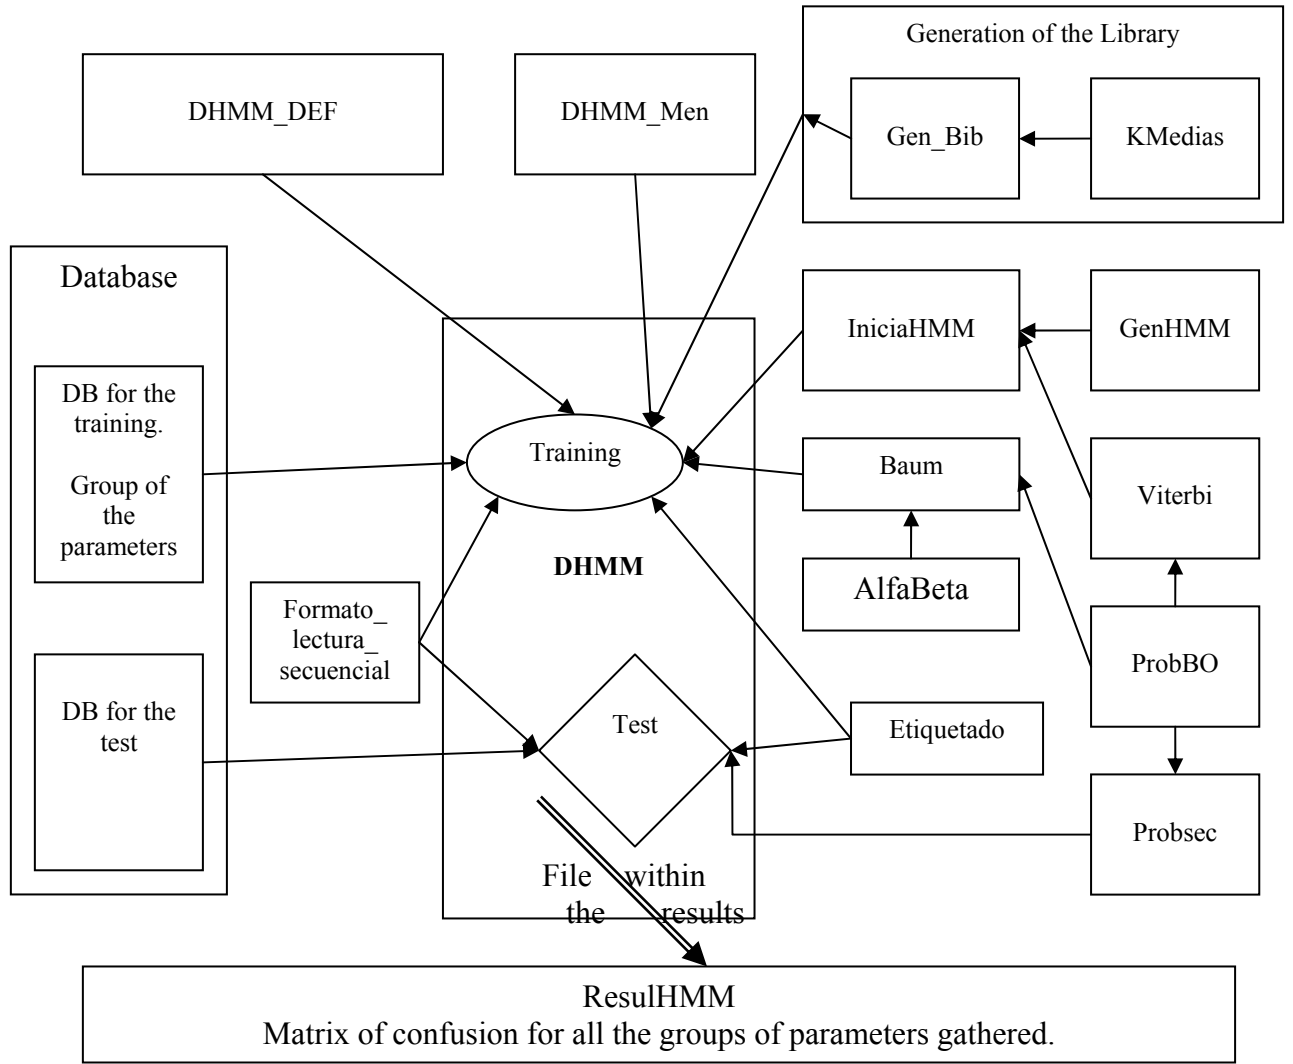 Generation of the Library
DHMM_DEF
DHMM_Men
Gen_Bib
KMedias
Database
IniciaHMM
GenHMM
DB for the
training.
Group of
the
parameters
Training
Baum
Viterbi
DHMM
AlfaBeta
Formato_
lectura_
secuencial
ProbBO
DB for the
test
Test
Etiquetado
Probsec
File within
the results
ResulHMM
Matrix of confusion for all the groups of parameters gathered.